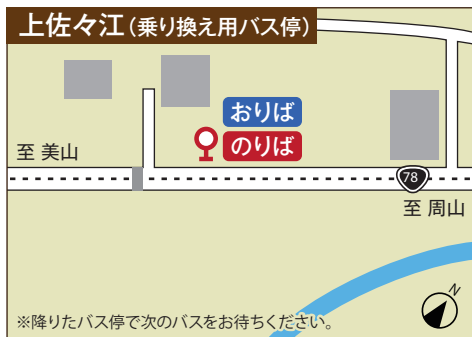 上佐々江(乗り換え用バス停)
おりば
のりば
至 美山
78
至 周山
N
※降りたバス停で次のバスをお待ちください。